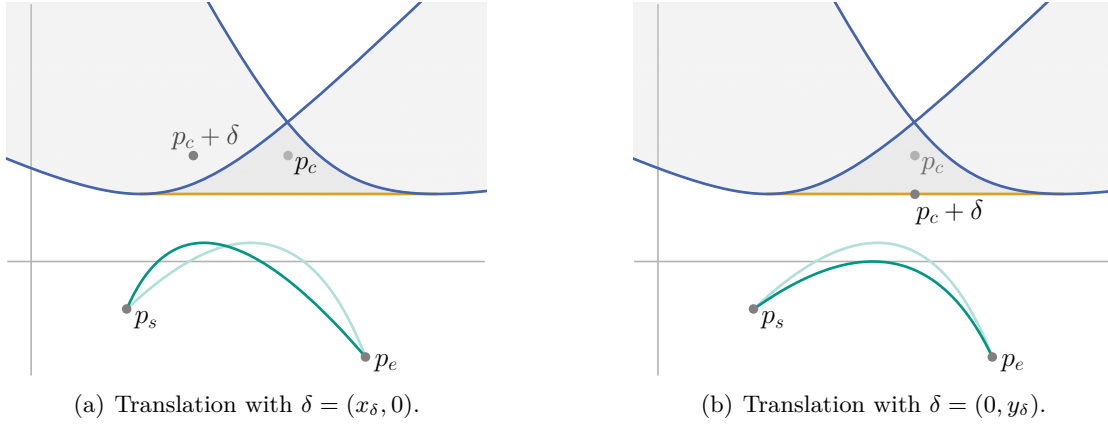 p_c + δ
p_c
p_s
p_e
(a) Translation with δ = (x_δ, 0).
p_c
p_c + δ
p_s
p_e
(b) Translation with δ = (0, y_δ).